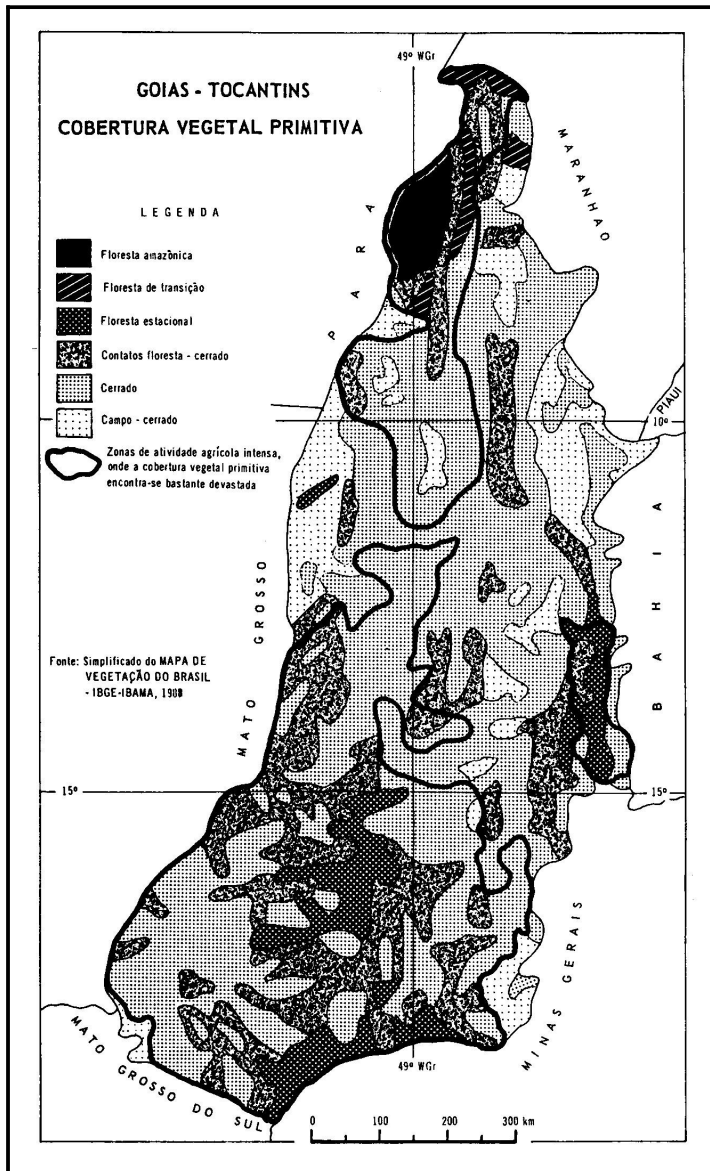 49º WGr
GOIAS - TOCANTINS
COBERTURA VEGETAL PRIMITIVA
LEGENDA
Floresta amazônica
Floresta de transição
Floresta estacional
Contatos floresta - cerrado
Cerrado
Campo - cerrado
Zonas de atividade agrícola intensa,
onde a cobertura vegetal primitiva
encontra-se bastante devastada
MARANHAO
PARA
PIAUI
10º
BAHIA
MATO GROSSO
Fonte: Simplificado do MAPA DE
VEGETAÇÃO DO BRASIL
- IBGE-IBAMA, 1988
15º
15º
MINAS GERAIS
MATO GROSSO DO SUL
49º WGr
0 100 200 300 km